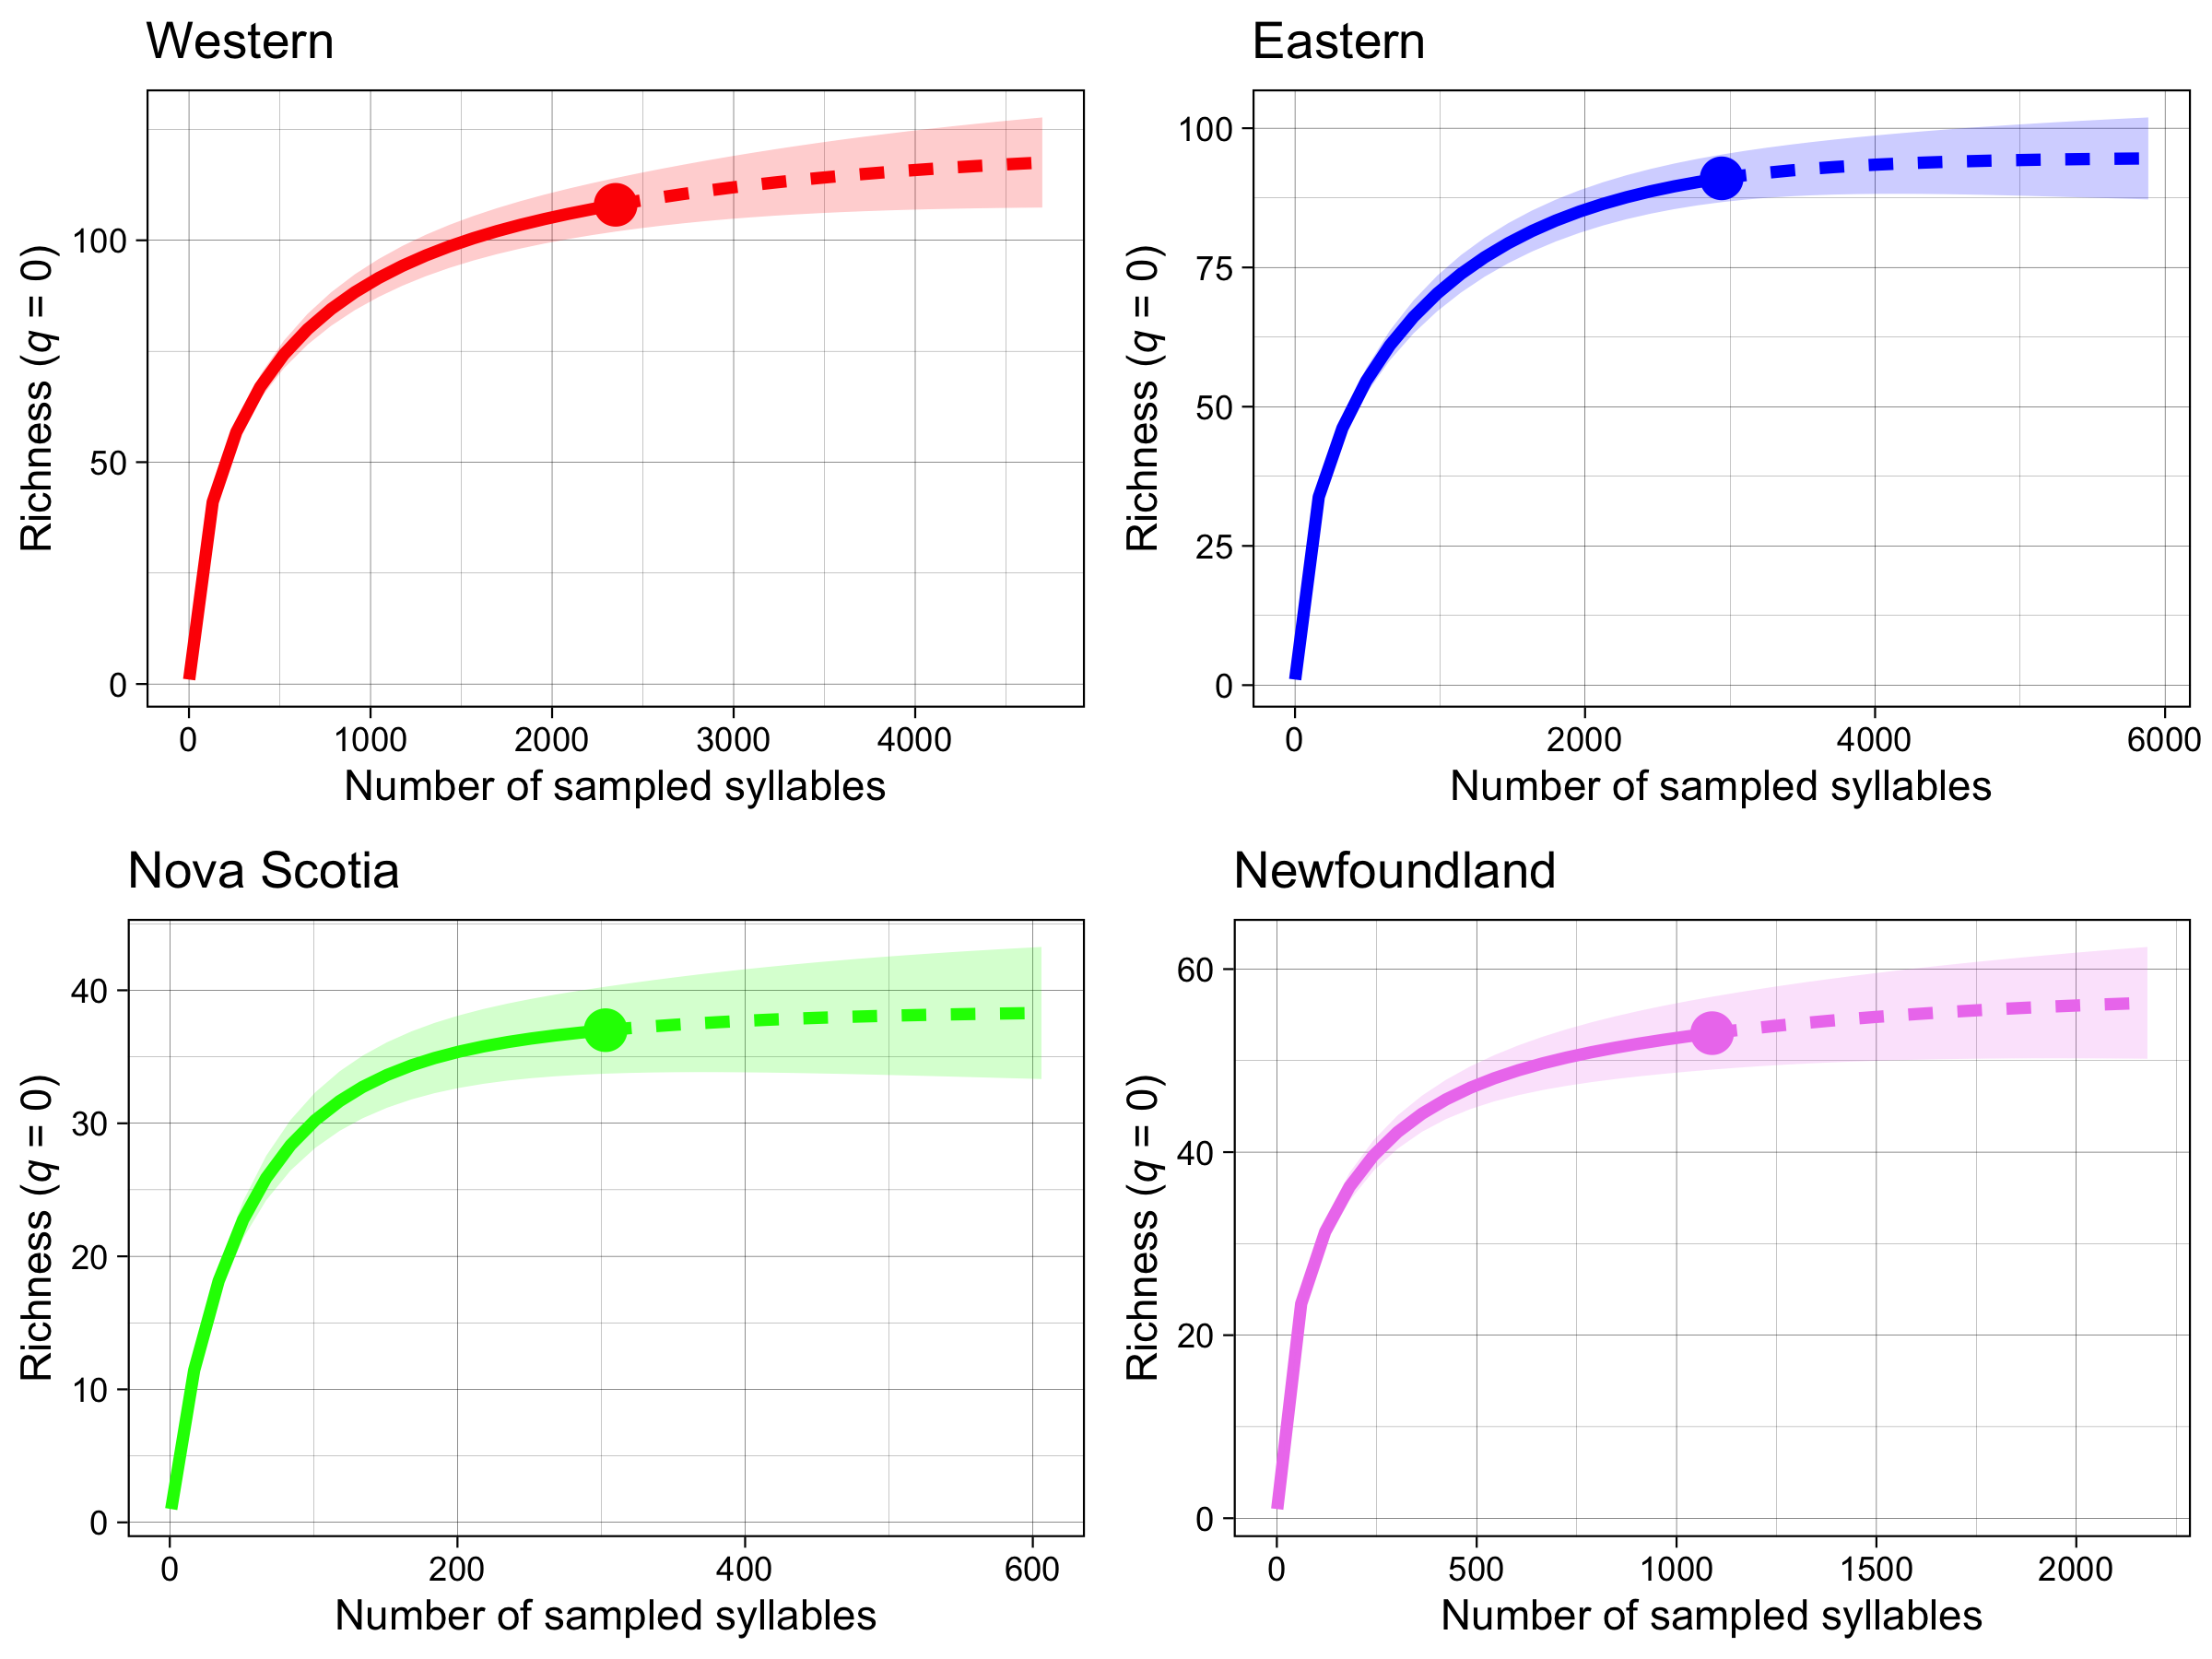 Western
Richness (q = 0)
100
50
0
0 1000 2000 3000 4000
Number of sampled syllables
Eastern
Richness (q = 0)
100
75
50
25
0
0 2000 4000 6000
Number of sampled syllables
Nova Scotia
Richness (q = 0)
40
30
20
10
0
0 200 400 600
Number of sampled syllables
Newfoundland
Richness (q = 0)
60
40
20
0
0 500 1000 1500 2000
Number of sampled syllables